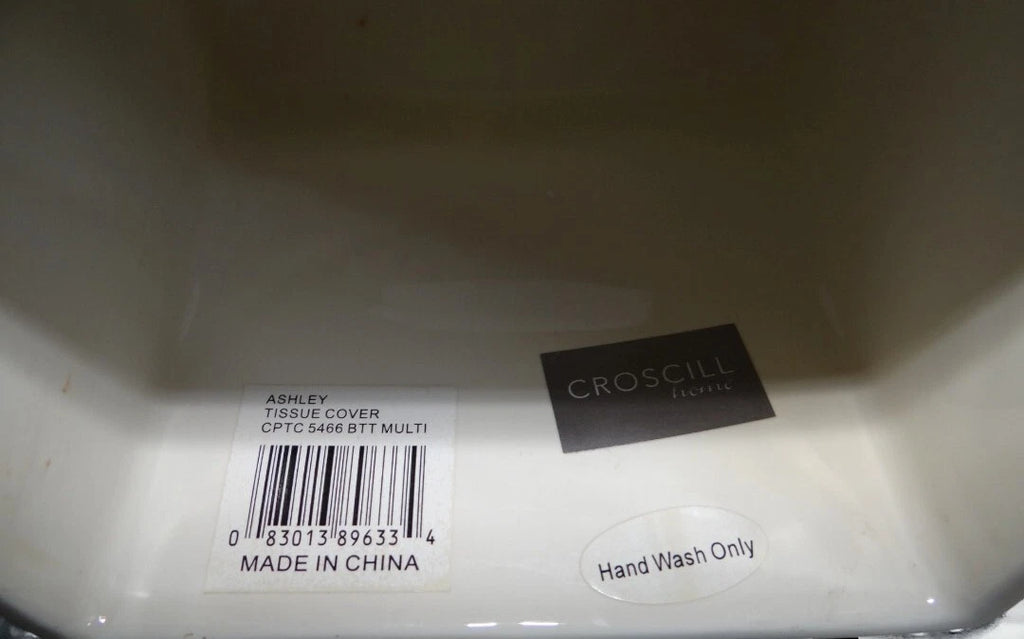 ASHLEY
TISSUE COVER
CPTC 5466 BTT MULTI
0 83013 89633 4
MADE IN CHINA
CROSCILL
home
Hand Wash Only